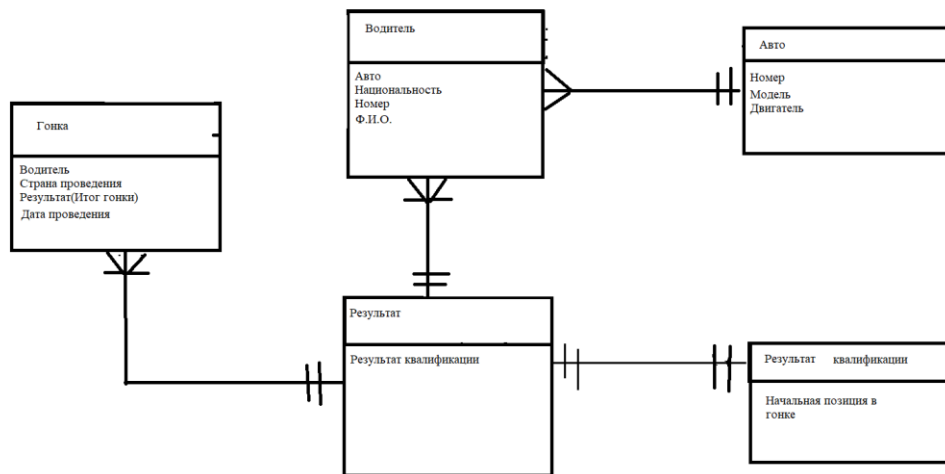 Водитель
Авто
Национальность
Номер
Ф.И.О.
Авто
Номер
Модель
Двигатель
Гонка
Водитель
Страна проведения
Результат(Итог гонки)
Дата проведения
Результат
Результат квалификации
Результат квалификации
Начальная позиция в
гонке